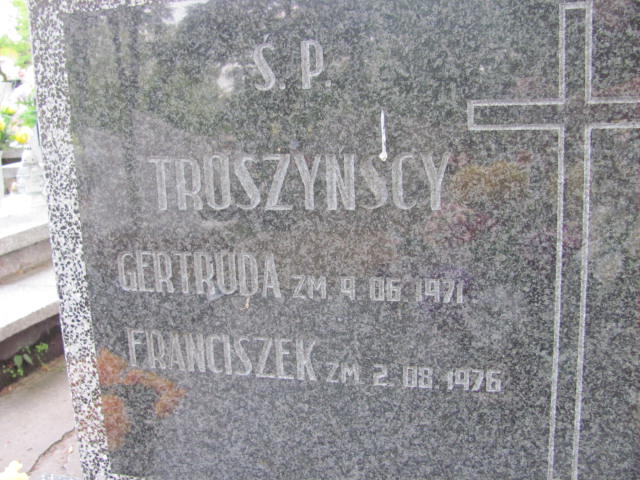 Ś. P.
TROSZYŃSCY
GERTRUDA ZM 9.06.1971
FRANCISZEK ZM. 2.08.1976